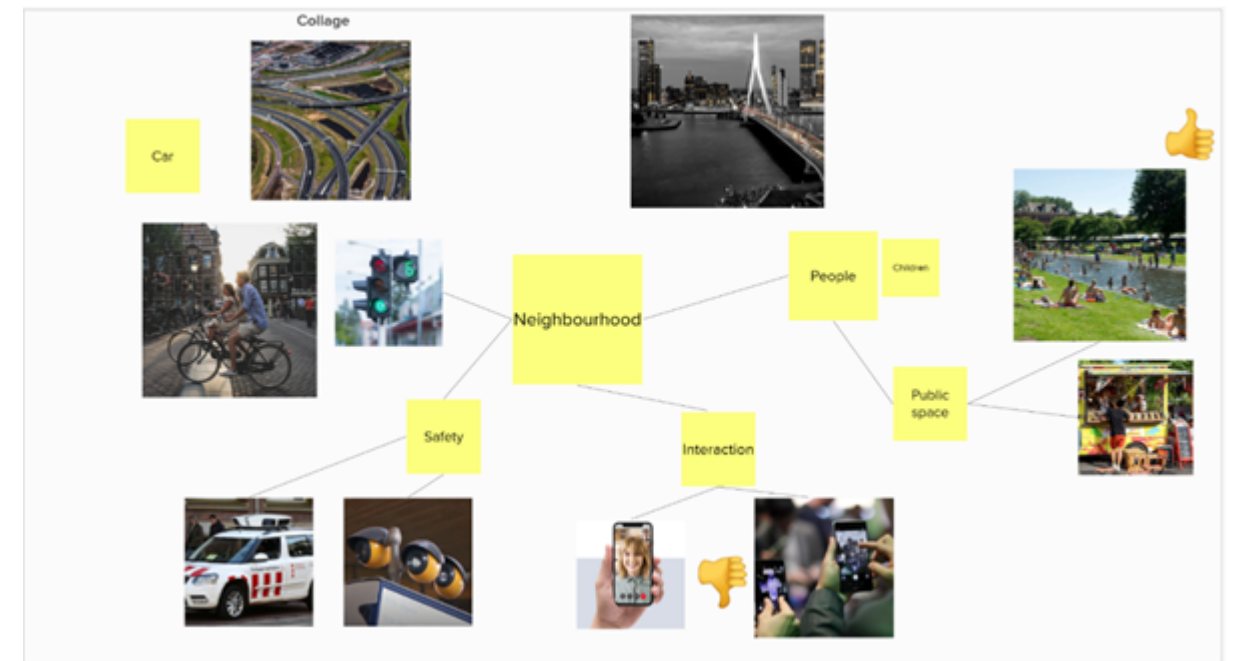 Collage
Car
Neighbourhood
People
Children
Public
space
Safety
Interaction